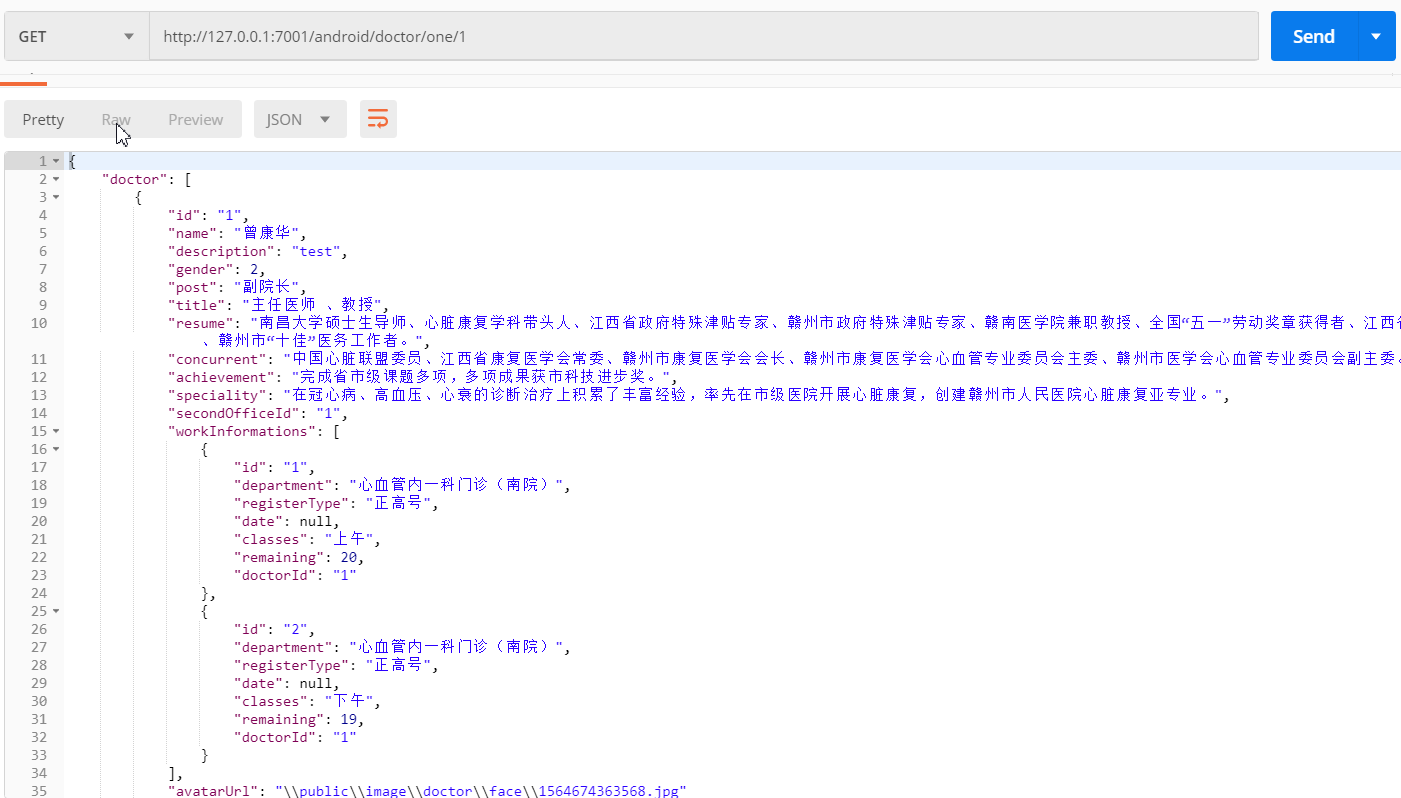 GET http://127.0.0.1:7001/android/doctor/one/1 Send
Pretty Raw Preview JSON
1 {
2 "doctor": [
3 {
4 "id": "1",
5 "name": "曾康华",
6 "description": "test",
7 "gender": 2,
8 "post": "副院长",
9 "title": "主任医师 、教授",
10 "resume": "南昌大学硕士生导师、心脏康复学科带头人、江西省政府特殊津贴专家、赣州市政府特殊津贴专家、赣南医学院兼职教授、全国“五一”劳动奖章获得者、江西
、赣州市“十佳”医务工作者。",
11 "concurrent": "中国心脏联盟委员、江西省康复医学会常委、赣州市康复医学会会长、赣州市康复医学会心血管专业委员会主委、赣州市医学会心血管专业委员会副主委。
12 "achievement": "完成省市级课题多项，多项成果获市科技进步奖。",
13 "speciality": "在冠心病、高血压、心衰的诊断治疗上积累了丰富经验，率先在市级医院开展心脏康复，创建赣州市人民医院心脏康复亚专业。",
14 "secondOfficeId": "1",
15 "workInformations": [
16 {
17 "id": "1",
18 "department": "心血管内一科门诊（南院）",
19 "registerType": "正高号",
20 "date": null,
21 "classes": "上午",
22 "remaining": 20,
23 "doctorId": "1"
24 },
25 {
26 "id": "2",
27 "department": "心血管内一科门诊（南院）",
28 "registerType": "正高号",
29 "date": null,
30 "classes": "下午",
31 "remaining": 19,
32 "doctorId": "1"
33 }
34 ],
35 "avatarUrl": "\\public\\image\\doctor\\face\\1564674363568.jpg"